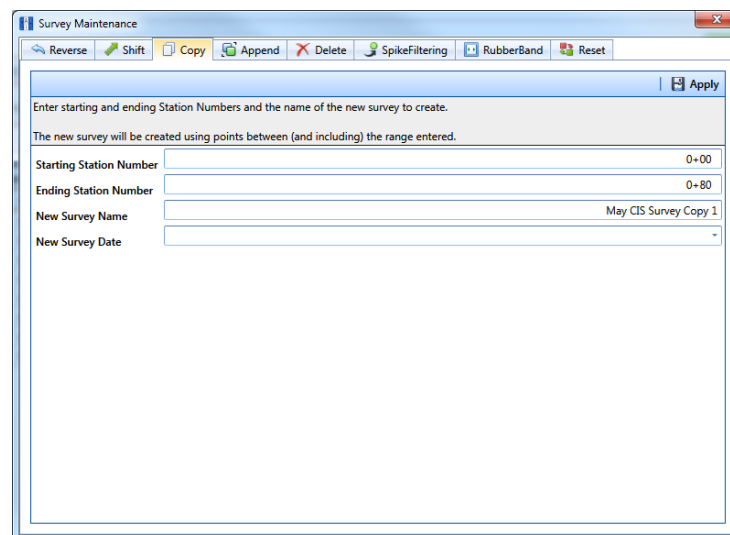 Survey Maintenance
Reverse Shift Copy Append Delete SpikeFiltering RubberBand Reset
Apply
Enter starting and ending Station Numbers and the name of the new survey to create.
The new survey will be created using points between (and including) the range entered.
Starting Station Number 0+00
Ending Station Number 0+80
New Survey Name May CIS Survey Copy 1
New Survey Date